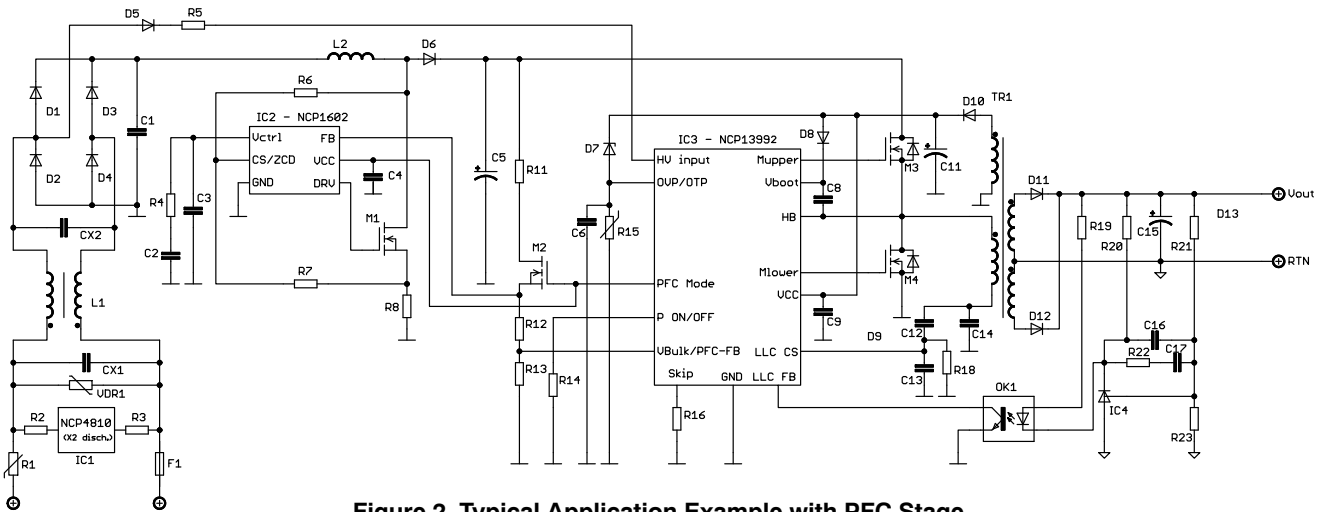 D5
R5
L2
D6
D1
D3
C1
R6
IC2 - NCP1602
Vctrl
FB
CS/ZCD
VCC
GND
DRV
D2
D4
R4
C3
C4
M1
C5
R11
D7
IC3 - NCP13992
HV input
Mupper
OVP/OTP
Vboot
HB
Mlower
PFC Mode
VCC
P ON/OFF
VBulk/PFC-FB
LLC CS
Skip
GND
LLC FB
D8
M3
C11
D10
TR1
C8
CX2
C2
R7
R8
M2
C6
R15
M4
D11
R19
R20
C15
R21
D13
Vout
RTN
L1
R12
R13
R14
C9
D9
C12
C14
D12
C13
R18
C16
R22
C17
CX1
VDR1
R2
NCP4810
(X2 disch.)
R3
IC1
R1
F1
R16
OK1
IC4
R23
Figure 2. Typical Application Example with PFC Stage